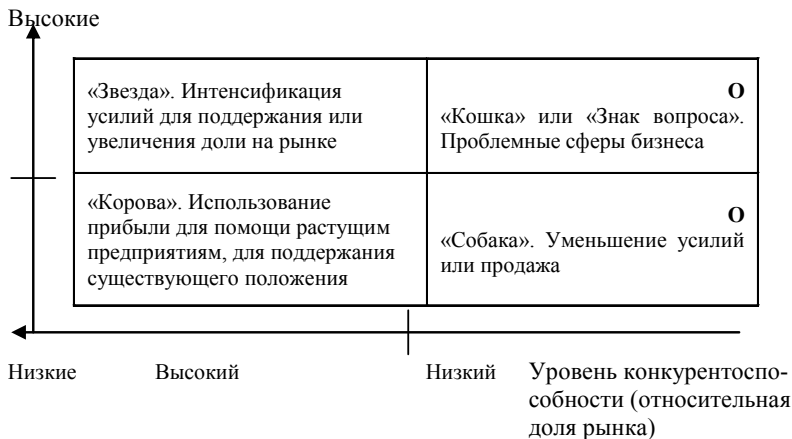 Высокие
«Звезда». Интенсификация
усилий для поддержания или
увеличения доли на рынке
О
«Кошка» или «Знак вопроса».
Проблемные сферы бизнеса
«Корова». Использование
прибыли для помощи растущим
предприятиям, для поддержания
существующего положения
О
«Собака». Уменьшение усилий
или продажа
Низкие
Высокий
Низкий
Уровень конкурентоспо-
собности (относительная
доля рынка)